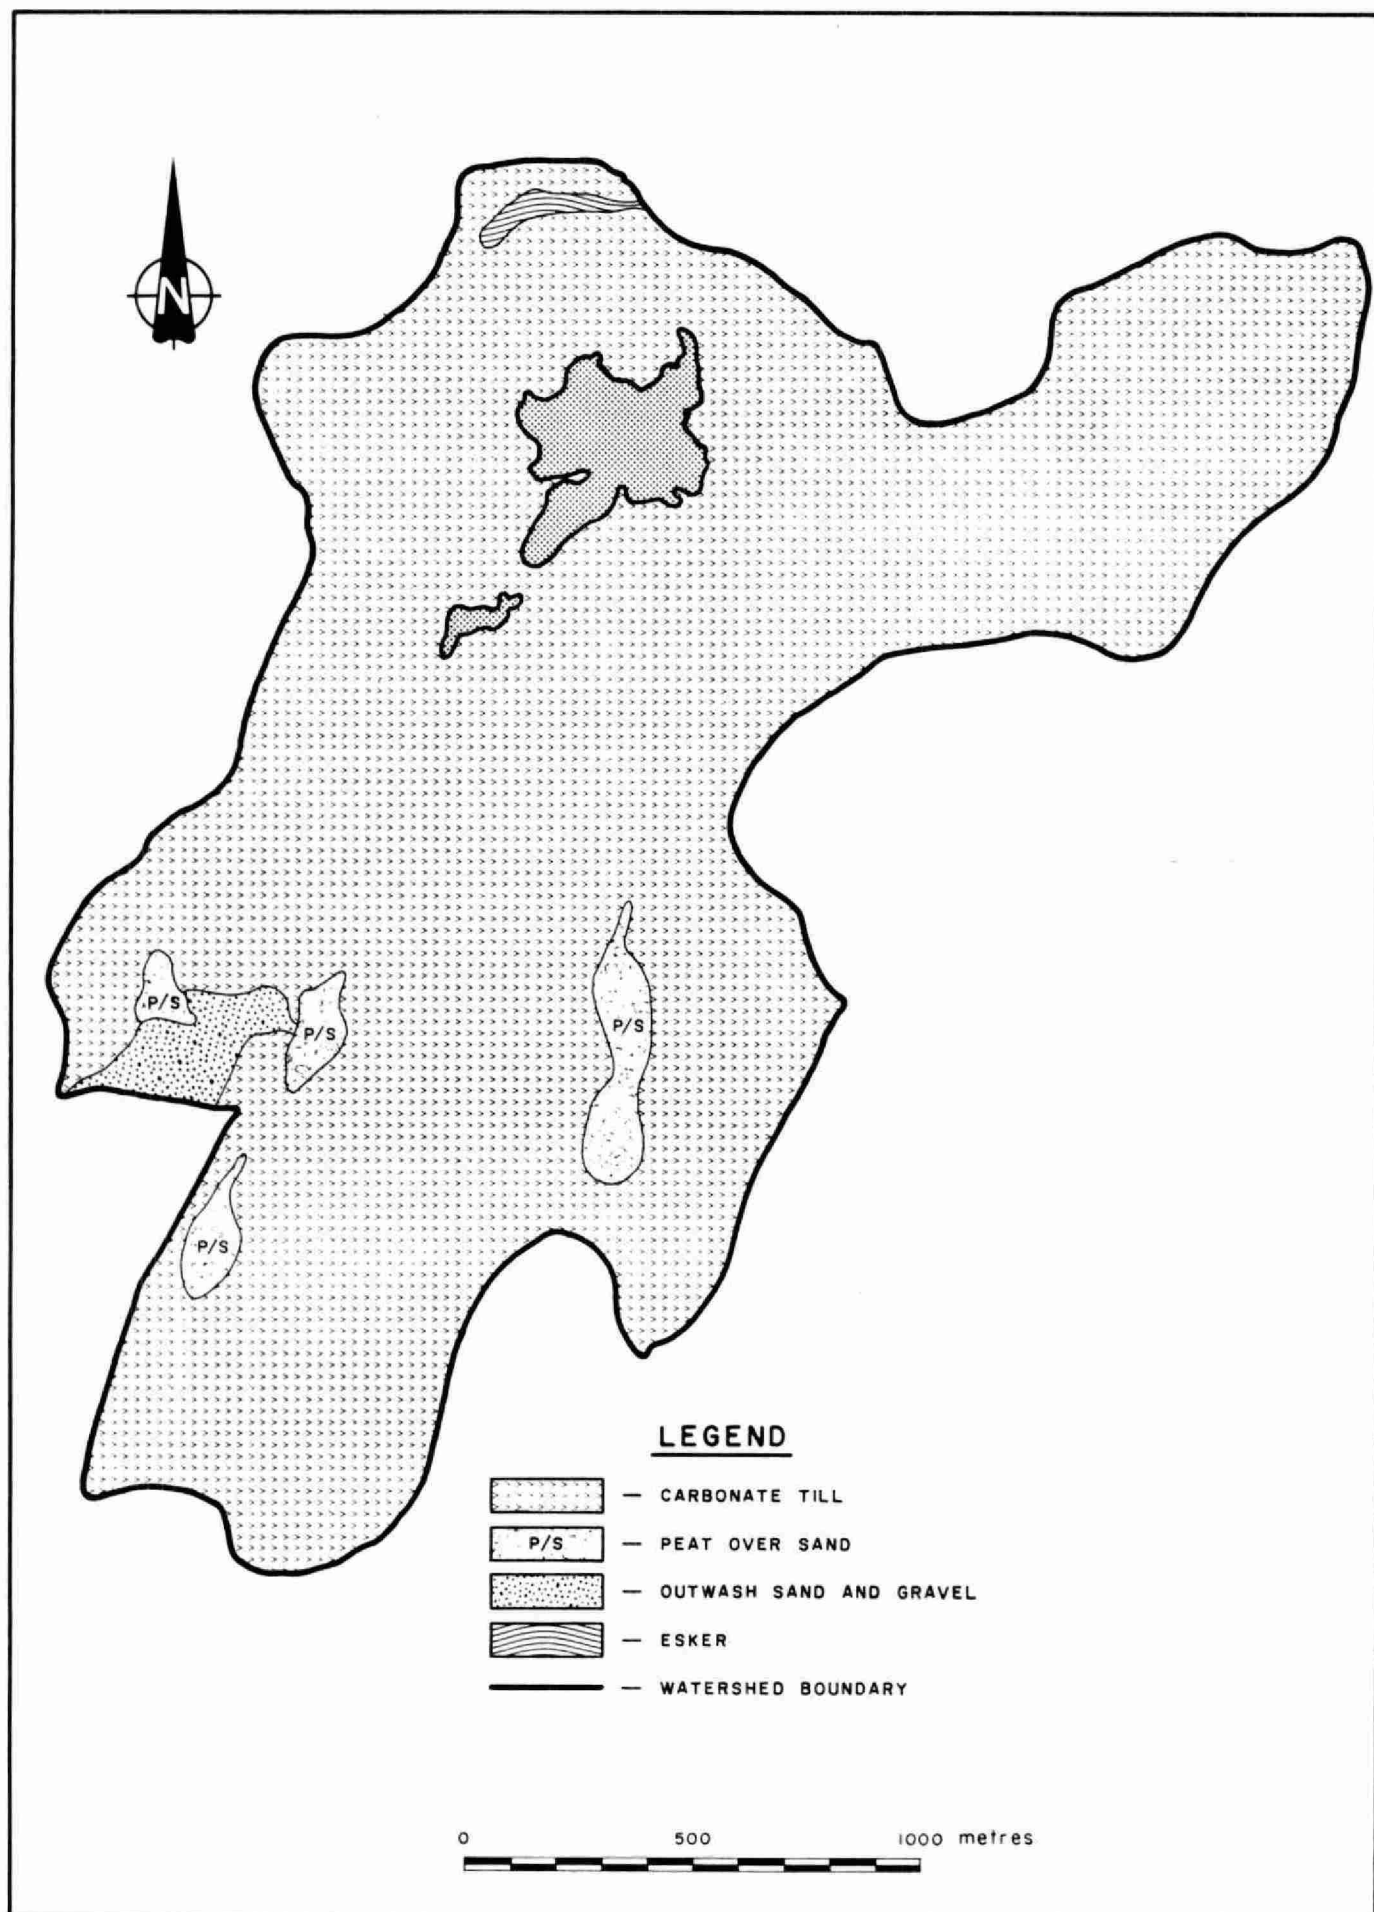 N
P/S
P/S
P/S
P/S
LEGEND
— CARBONATE TILL
P/S — PEAT OVER SAND
— OUTWASH SAND AND GRAVEL
— ESKER
— WATERSHED BOUNDARY
0 500 1000 metres